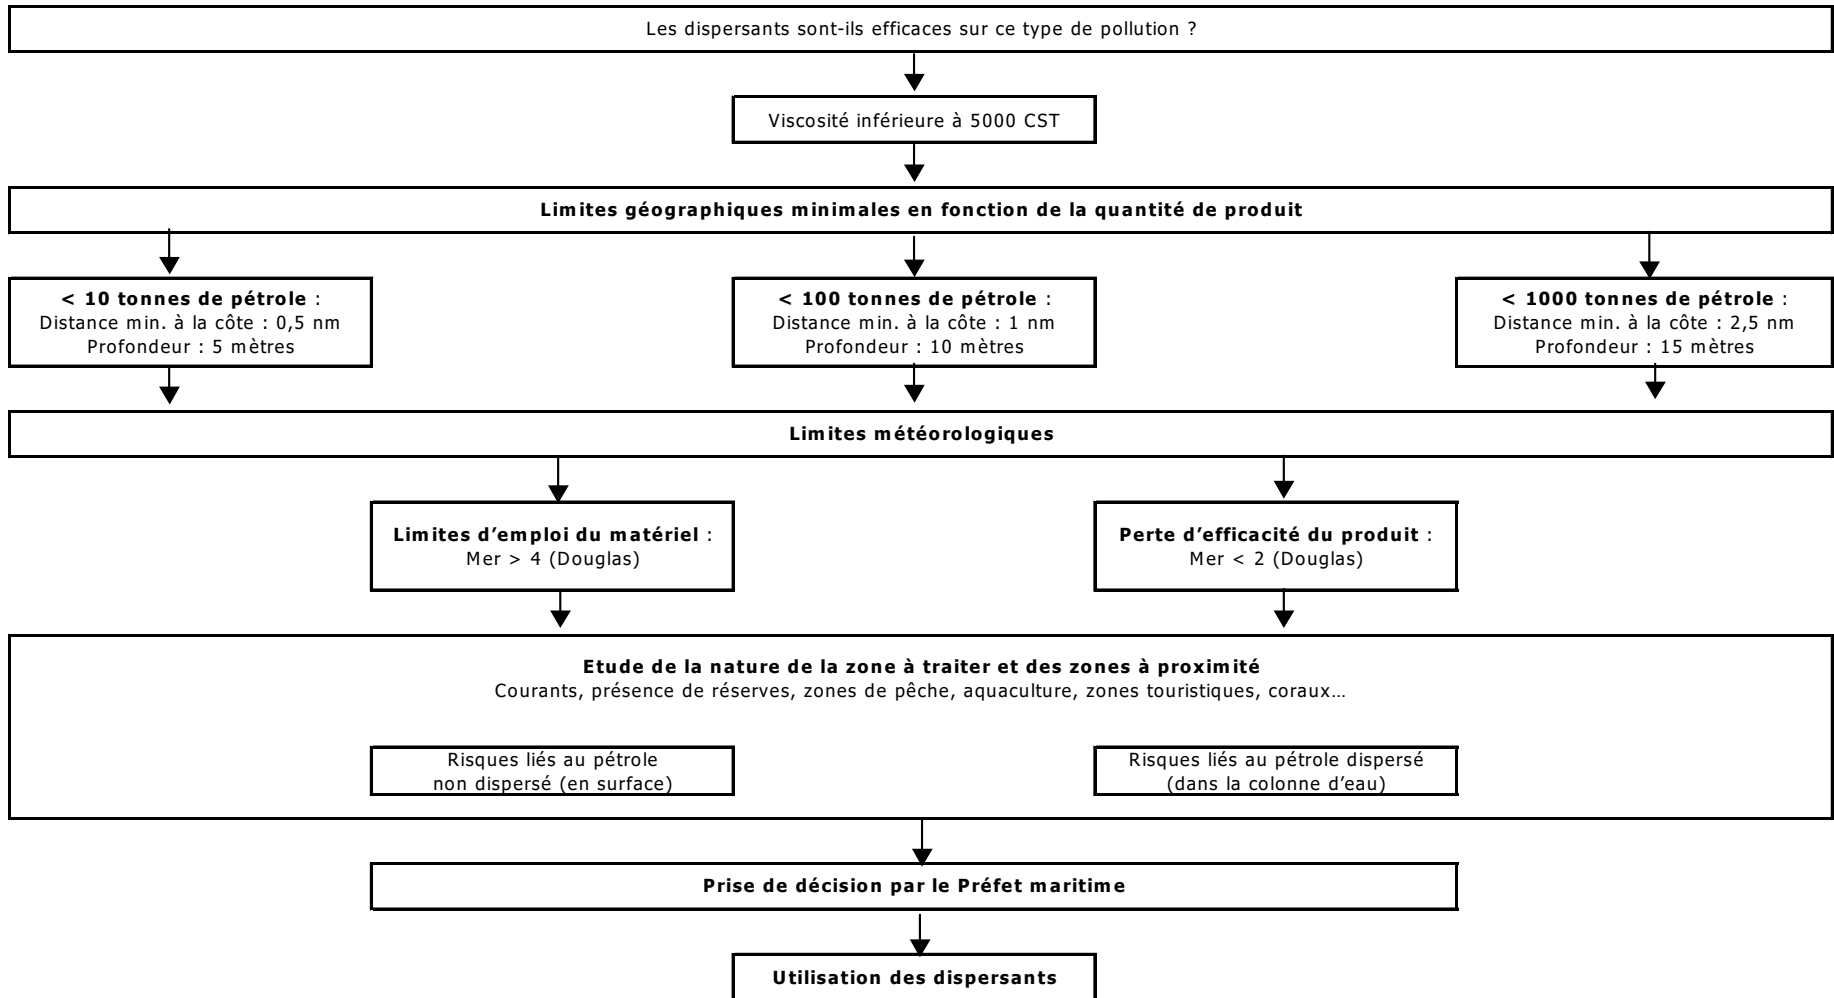 Les dispersants sont-ils efficaces sur ce type de pollution ?
Viscosité inférieure à 5000 CST
Limites géographiques minimales en fonction de la quantité de produit
< 10 tonnes de pétrole :
Distance min. à la côte : 0,5 nm
Profondeur : 5 mètres
< 100 tonnes de pétrole :
Distance min. à la côte : 1 nm
Profondeur : 10 mètres
< 1000 tonnes de pétrole :
Distance min. à la côte : 2,5 nm
Profondeur : 15 mètres
Limites météorologiques
Limites d’emploi du matériel :
Mer > 4 (Douglas)
Perte d’efficacité du produit :
Mer < 2 (Douglas)
Etude de la nature de la zone à traiter et des zones à proximité
Courants, présence de réserves, zones de pêche, aquaculture, zones touristiques, coraux…
Risques liés au pétrole
non dispersé (en surface)
Risques liés au pétrole dispersé
(dans la colonne d’eau)
Prise de décision par le Préfet maritime
Utilisation des dispersants